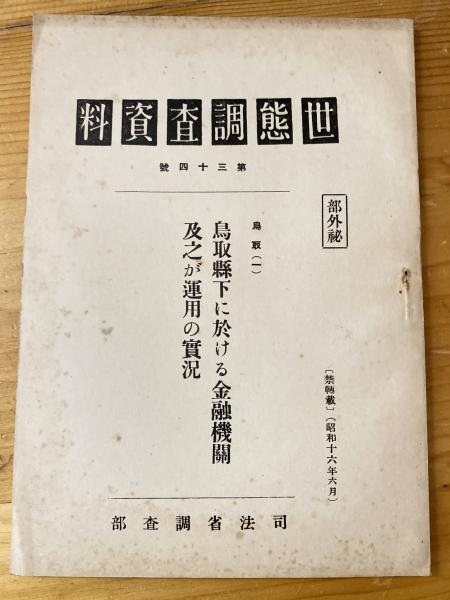 世態調査資料
第三十四號
部外祕
鳥取(一)
鳥取縣下に於ける金融機關
及之が運用の實況
〔禁轉載〕(昭和十六年六月)
司法省調査部